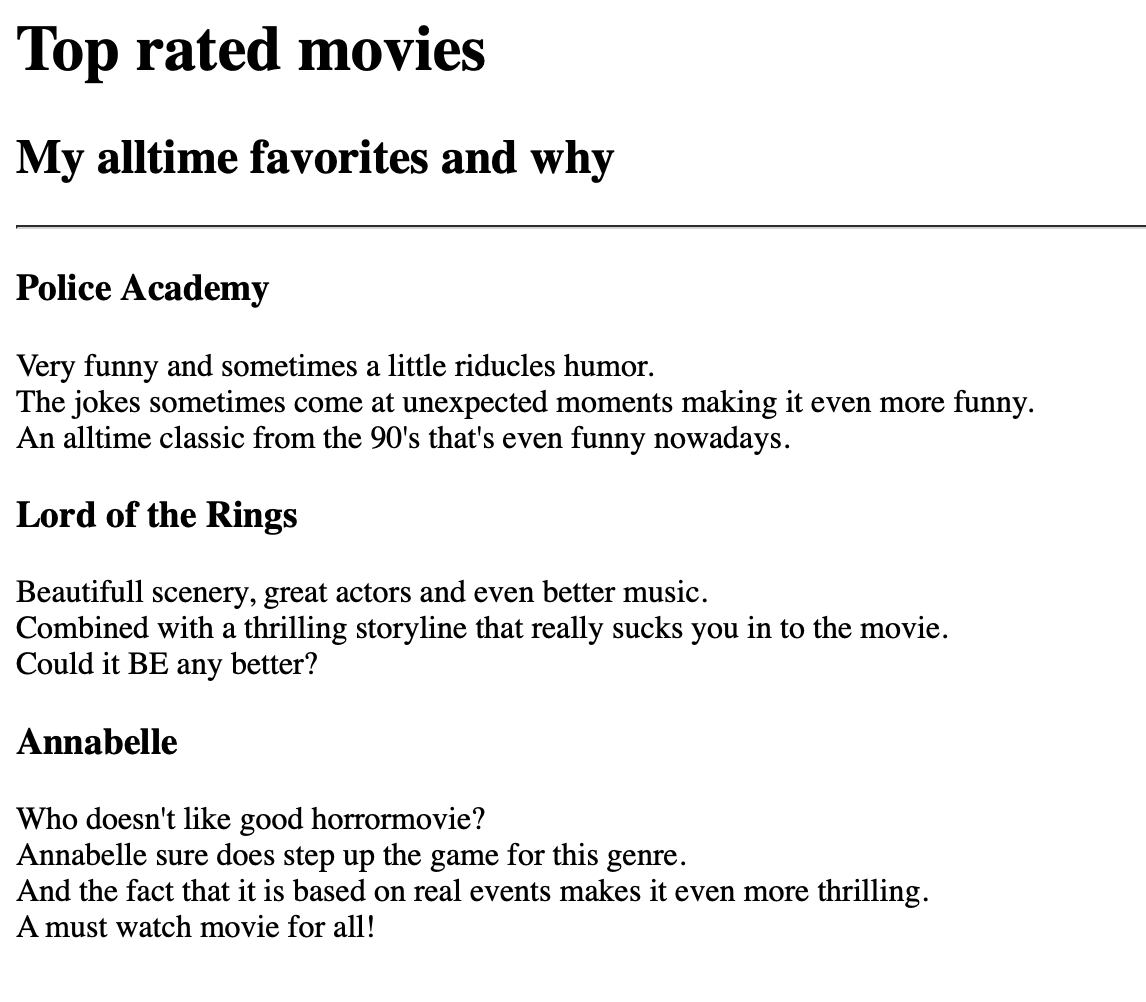 Top rated movies
My alltime favorites and why
Police Academy
Very funny and sometimes a little riducles humor.
The jokes sometimes come at unexpected moments making it even more funny.
An alltime classic from the 90's that's even funny nowadays.
Lord of the Rings
Beautifull scenery, great actors and even better music.
Combined with a thrilling storyline that really sucks you in to the movie.
Could it BE any better?
Annabelle
Who doesn't like good horrormovie?
Annabelle sure does step up the game for this genre.
And the fact that it is based on real events makes it even more thrilling.
A must watch movie for all!